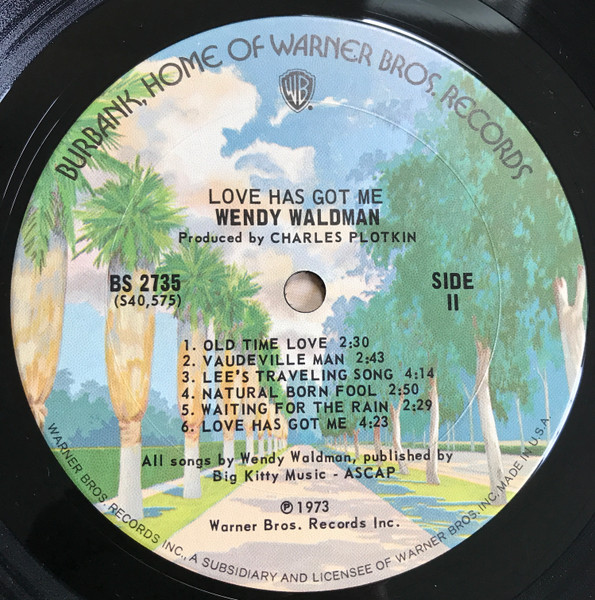 BURBANK, HOME OF WARNER BROS. RECORDS
WB
LOVE HAS GOT ME
WENDY WALDMAN
Produced by CHARLES PLOTKIN
BS 2735
(S40,575)
SIDE
II
1. OLD TIME LOVE 2:30
2. VAUDEVILLE MAN 2:43
3. LEE'S TRAVELING SONG 4:14
4. NATURAL BORN FOOL 2:50
5. WAITING FOR THE RAIN 2:29
6. LOVE HAS GOT ME 4:23
All songs by Wendy Waldman, published by
Big Kitty Music - ASCAP
℗ 1973
Warner Bros. Records Inc.
WARNER BROS. RECORDS INC., A SUBSIDIARY AND LICENSEE OF WARNER BROS. INC. MADE IN U.S.A.